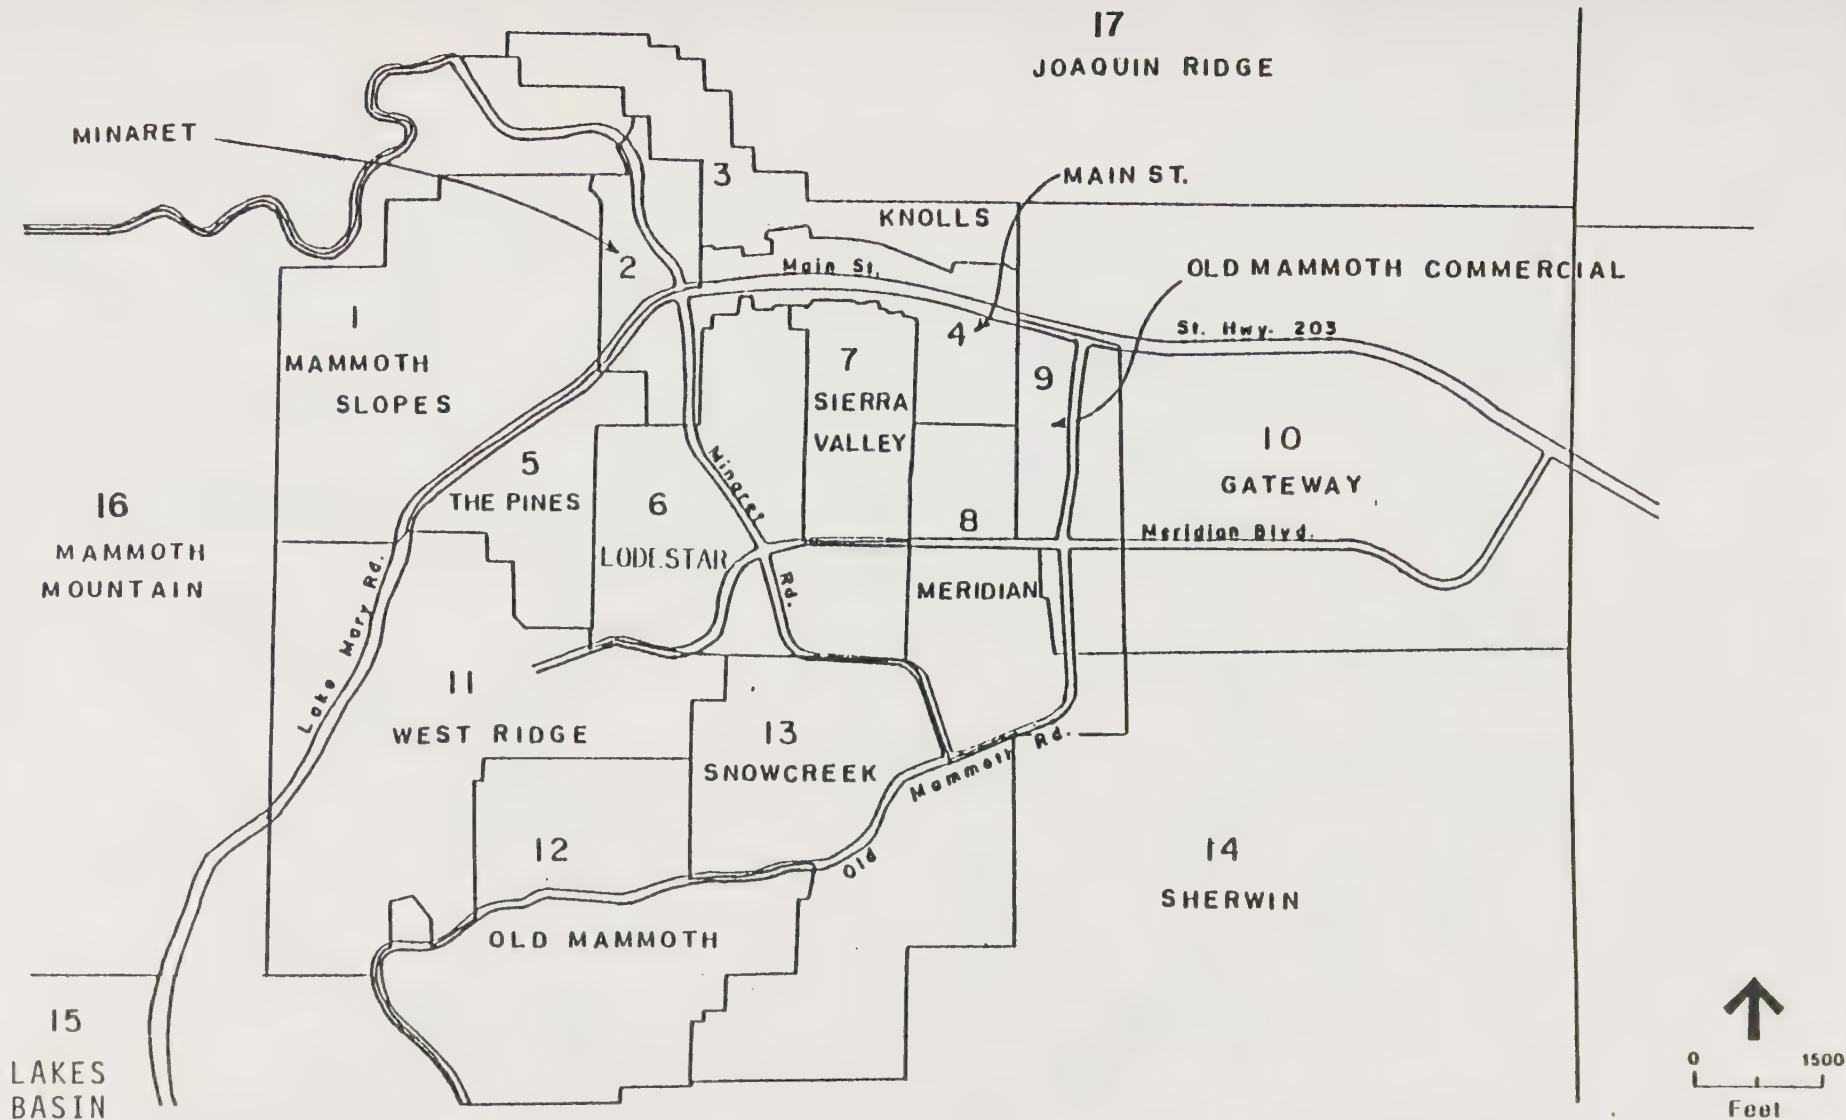 17
JOAQUIN RIDGE
MINARET
3
MAIN ST.
KNOLLS
2
Main St.
OLD MAMMOTH COMMERCIAL
1
MAMMOTH
SLOPES
4
St. Hwy. 203
7
SIERRA
VALLEY
9
10
GATEWAY
5
THE PINES
Minaret
Rd.
16
MAMMOTH
MOUNTAIN
6
LODESTAR
8
MERIDIAN
Meridian Blvd.
Lake Mary Rd.
11
WEST RIDGE
13
SNOWCREEK
Old Mammoth Rd.
12
OLD MAMMOTH
14
SHERWIN
15
LAKES
BASIN
0 1500
Feet